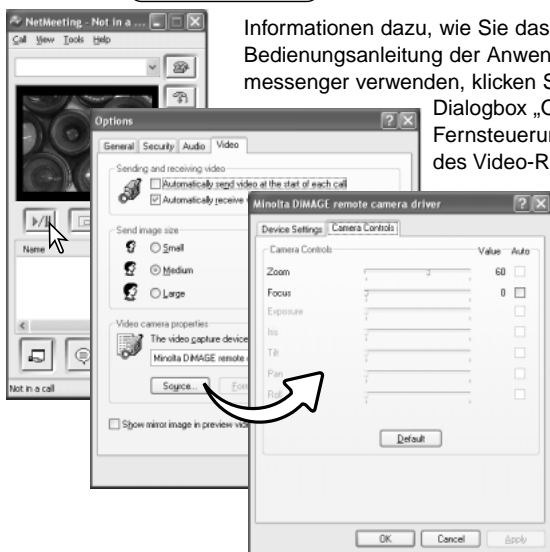 NetMeeting - Not in a ...
Call View Tools Help
Informationen dazu, wie Sie das
Bedienungsanleitung der Anwen
messenger verwenden, klicken S
Dialogbox „O
Fernsteuerun
des Video-R
Name
Not in a call
Options
General Security Audio Video
Sending and receiving video
Automatically send video at the start of each call
Automatically receive
Send image size
Small
Medium
Large
Video camera properties
The video capture device
Minolta DiMAGE remote
Source...
Show mirror image in preview vid
Minolta DiMAGE remote camera driver
Device Settings Camera Controls
Camera Controls Value Auto
Zoom 60
Focus 0
Exposure
Iris
Tilt
Pan
Default
OK Cancel Apply